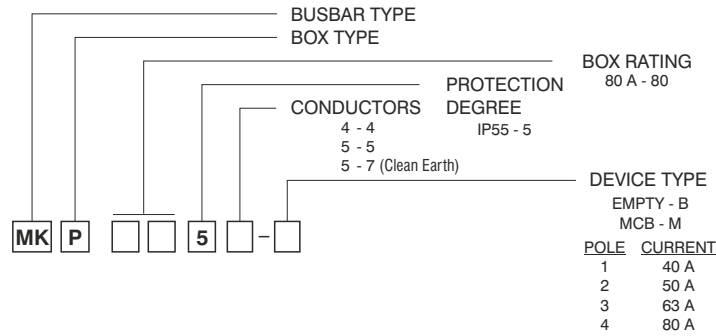 BUSBAR TYPE
BOX TYPE
BOX RATING
80 A - 80
PROTECTION
DEGREE
IP55 - 5
CONDUCTORS
4 - 4
5 - 5
5 - 7 (Clean Earth)
DEVICE TYPE
EMPTY - B
MCB - M
POLE CURRENT
1 40 A
2 50 A
3 63 A
4 80 A
MK P 5 -